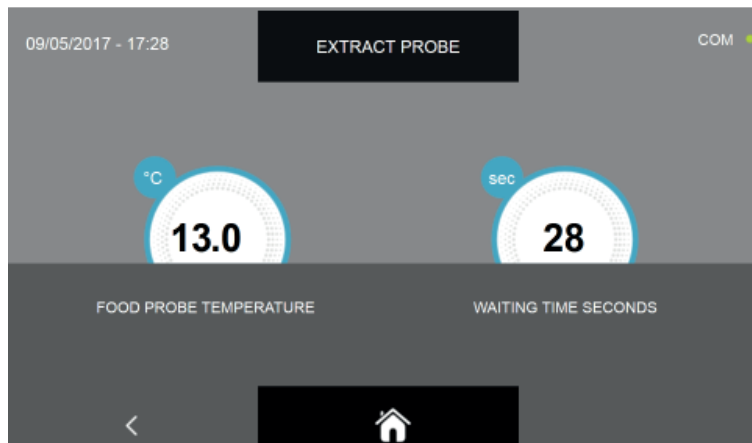 09/05/2017 - 17:28
EXTRACT PROBE
COM
°C
13.0
sec
28
FOOD PROBE TEMPERATURE
WAITING TIME SECONDS